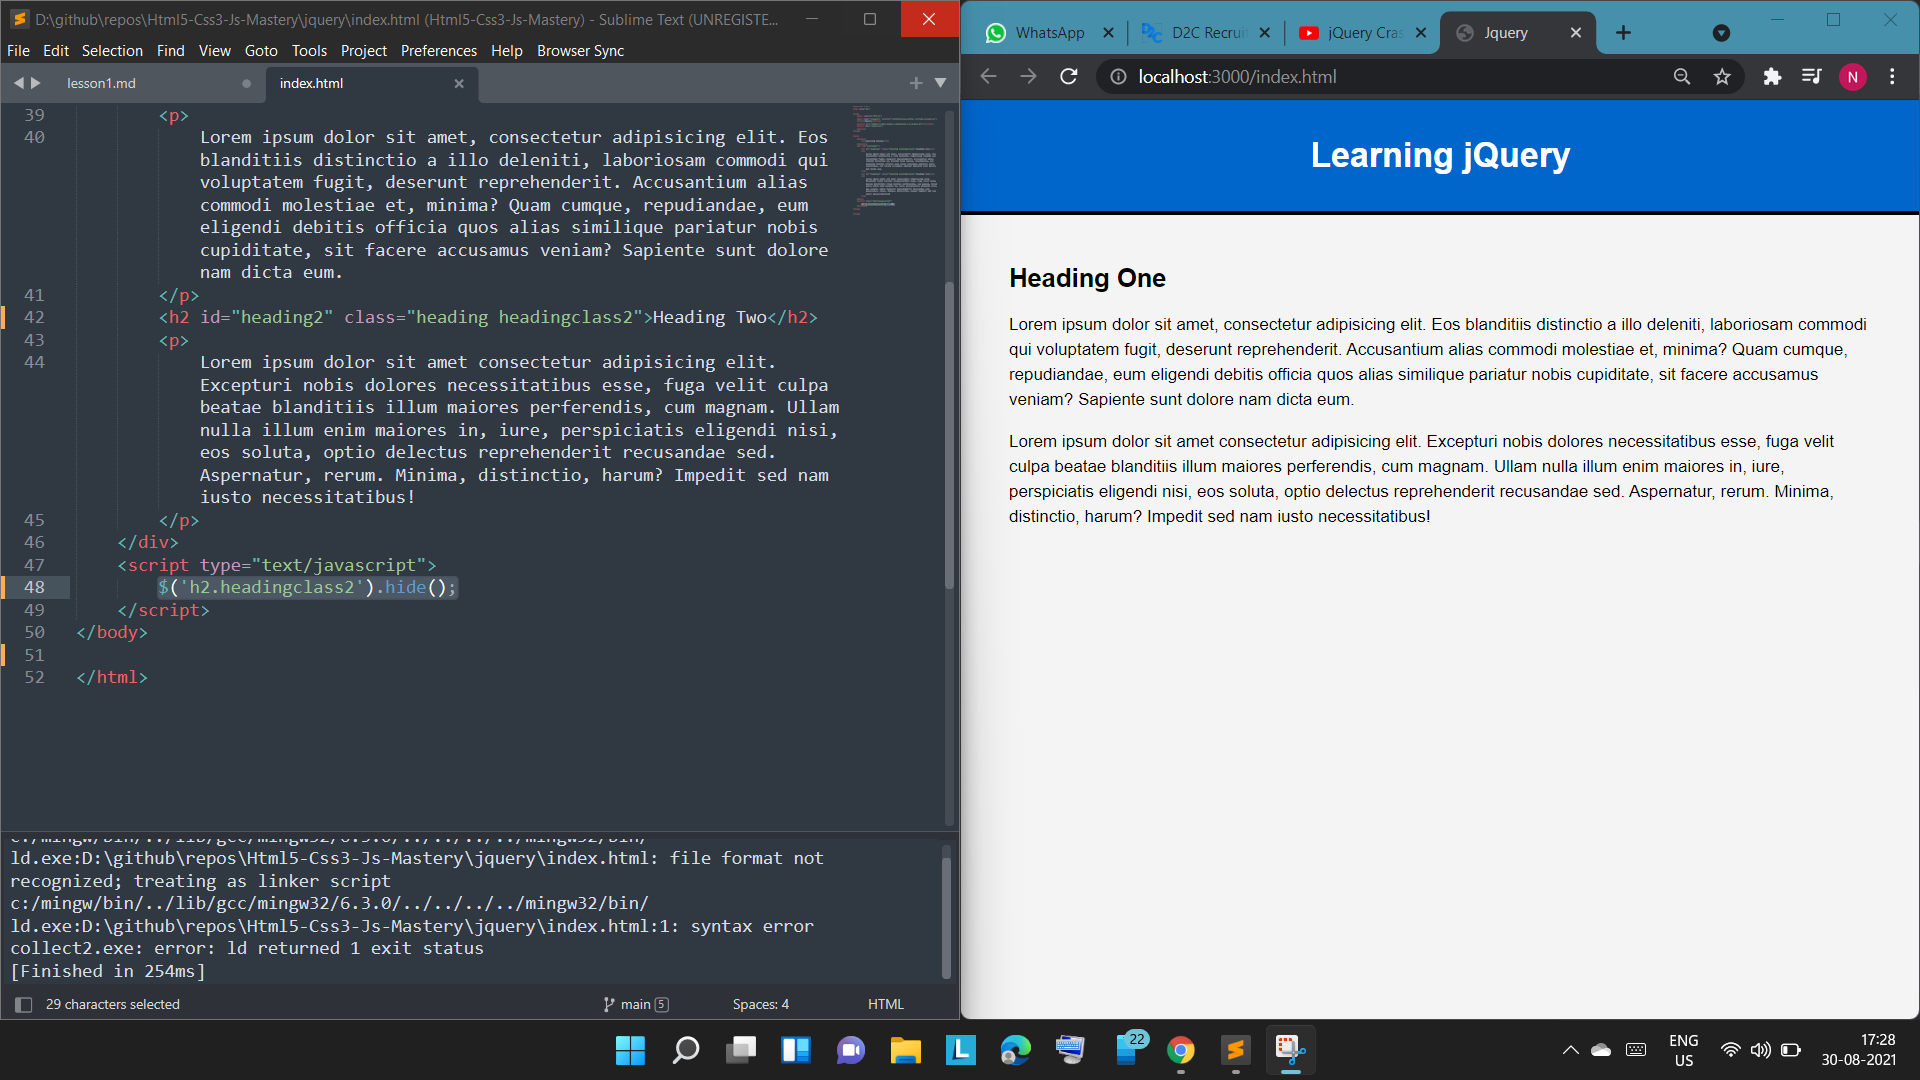 D:\github\repos\Html5-Css3-Js-Mastery\jquery\index.html (Html5-Css3-Js-Mastery) - Sublime Text (UNREGISTE...
File Edit Selection Find View Goto Tools Project Preferences Help Browser Sync
lesson1.md index.html
39 <p>
40 Lorem ipsum dolor sit amet, consectetur adipisicing elit. Eos
blanditiis distinctio a illo deleniti, laboriosam commodi qui
voluptatem fugit, deserunt reprehenderit. Accusantium alias
commodi molestiae et, minima? Quam cumque, repudiandae, eum
eligendi debitis officia quos alias similique pariatur nobis
cupiditate, sit facere accusamus veniam? Sapiente sunt dolore
nam dicta eum.
41 </p>
42 <h2 id="heading2" class="heading headingclass2">Heading Two</h2>
43 <p>
44 Lorem ipsum dolor sit amet consectetur adipisicing elit.
Excepturi nobis dolores necessitatibus esse, fuga velit culpa
beatae blanditiis illum maiores perferendis, cum magnam. Ullam
nulla illum enim maiores in, iure, perspiciatis eligendi nisi,
eos soluta, optio delectus reprehenderit recusandae sed.
Aspernatur, rerum. Minima, distinctio, harum? Impedit sed nam
iusto necessitatibus!
45 </p>
46 </div>
47 <script type="text/javascript">
48 $('h2.headingclass2').hide();
49 </script>
50 </body>
51
52 </html>
c:/mingw/bin/../lib/gcc/mingw32/6.3.0/../../../../mingw32/bin/
ld.exe:D:\github\repos\Html5-Css3-Js-Mastery\jquery\index.html: file format not
recognized; treating as linker script
c:/mingw/bin/../lib/gcc/mingw32/6.3.0/../../../../mingw32/bin/
ld.exe:D:\github\repos\Html5-Css3-Js-Mastery\jquery\index.html:1: syntax error
collect2.exe: error: ld returned 1 exit status
[Finished in 254ms]
29 characters selected main 5 Spaces: 4 HTML
WhatsApp D2C Recruit jQuery Cras Jquery
localhost:3000/index.html N
Learning jQuery
Heading One
Lorem ipsum dolor sit amet, consectetur adipisicing elit. Eos blanditiis distinctio a illo deleniti, laboriosam commodi
qui voluptatem fugit, deserunt reprehenderit. Accusantium alias commodi molestiae et, minima? Quam cumque,
repudiandae, eum eligendi debitis officia quos alias similique pariatur nobis cupiditate, sit facere accusamus
veniam? Sapiente sunt dolore nam dicta eum.
Lorem ipsum dolor sit amet consectetur adipisicing elit. Excepturi nobis dolores necessitatibus esse, fuga velit
culpa beatae blanditiis illum maiores perferendis, cum magnam. Ullam nulla illum enim maiores in, iure,
perspiciatis eligendi nisi, eos soluta, optio delectus reprehenderit recusandae sed. Aspernatur, rerum. Minima,
distinctio, harum? Impedit sed nam iusto necessitatibus!
22
ENG
US
17:28
30-08-2021